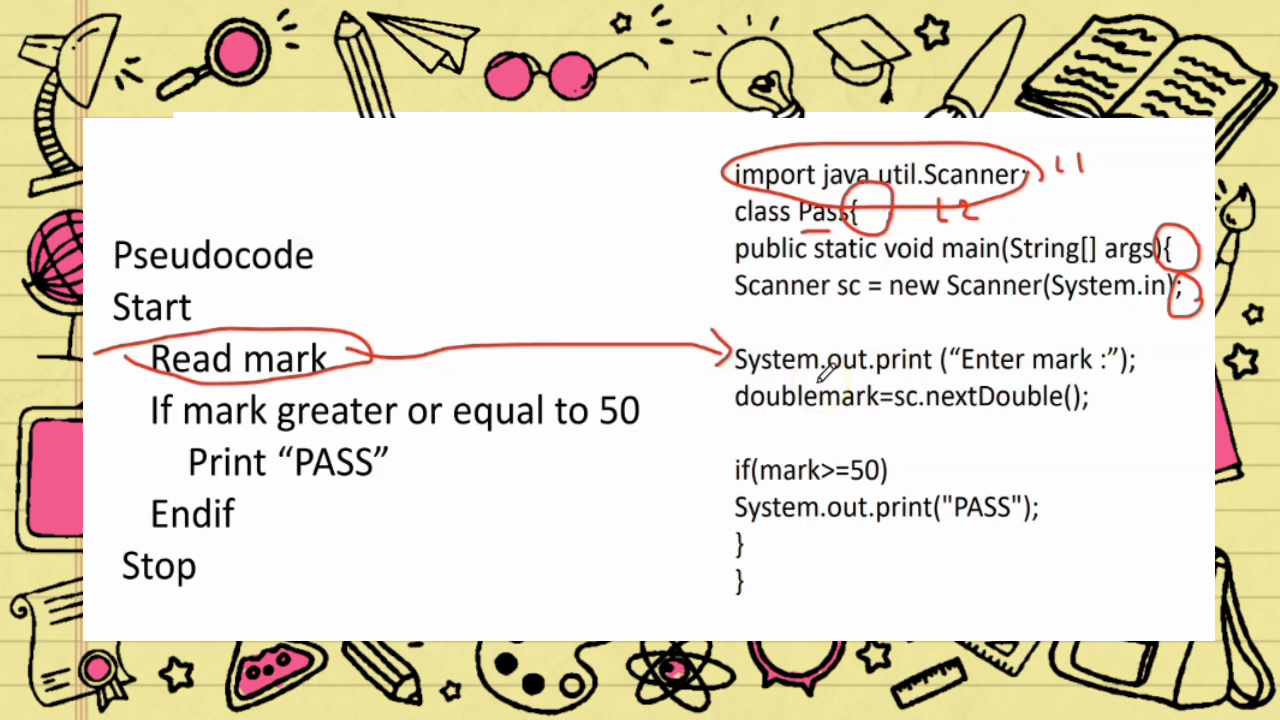 Pseudocode
Start
Read mark
If mark greater or equal to 50
Print “PASS”
Endif
Stop
import java util.Scanner;
class Pass{
public static void main(String[] args){
Scanner sc = new Scanner(System.in);
System.out.print (“Enter mark :”);
doublemark=sc.nextDouble();
if(mark>=50)
System.out.print("PASS");
}
}
L1
L2